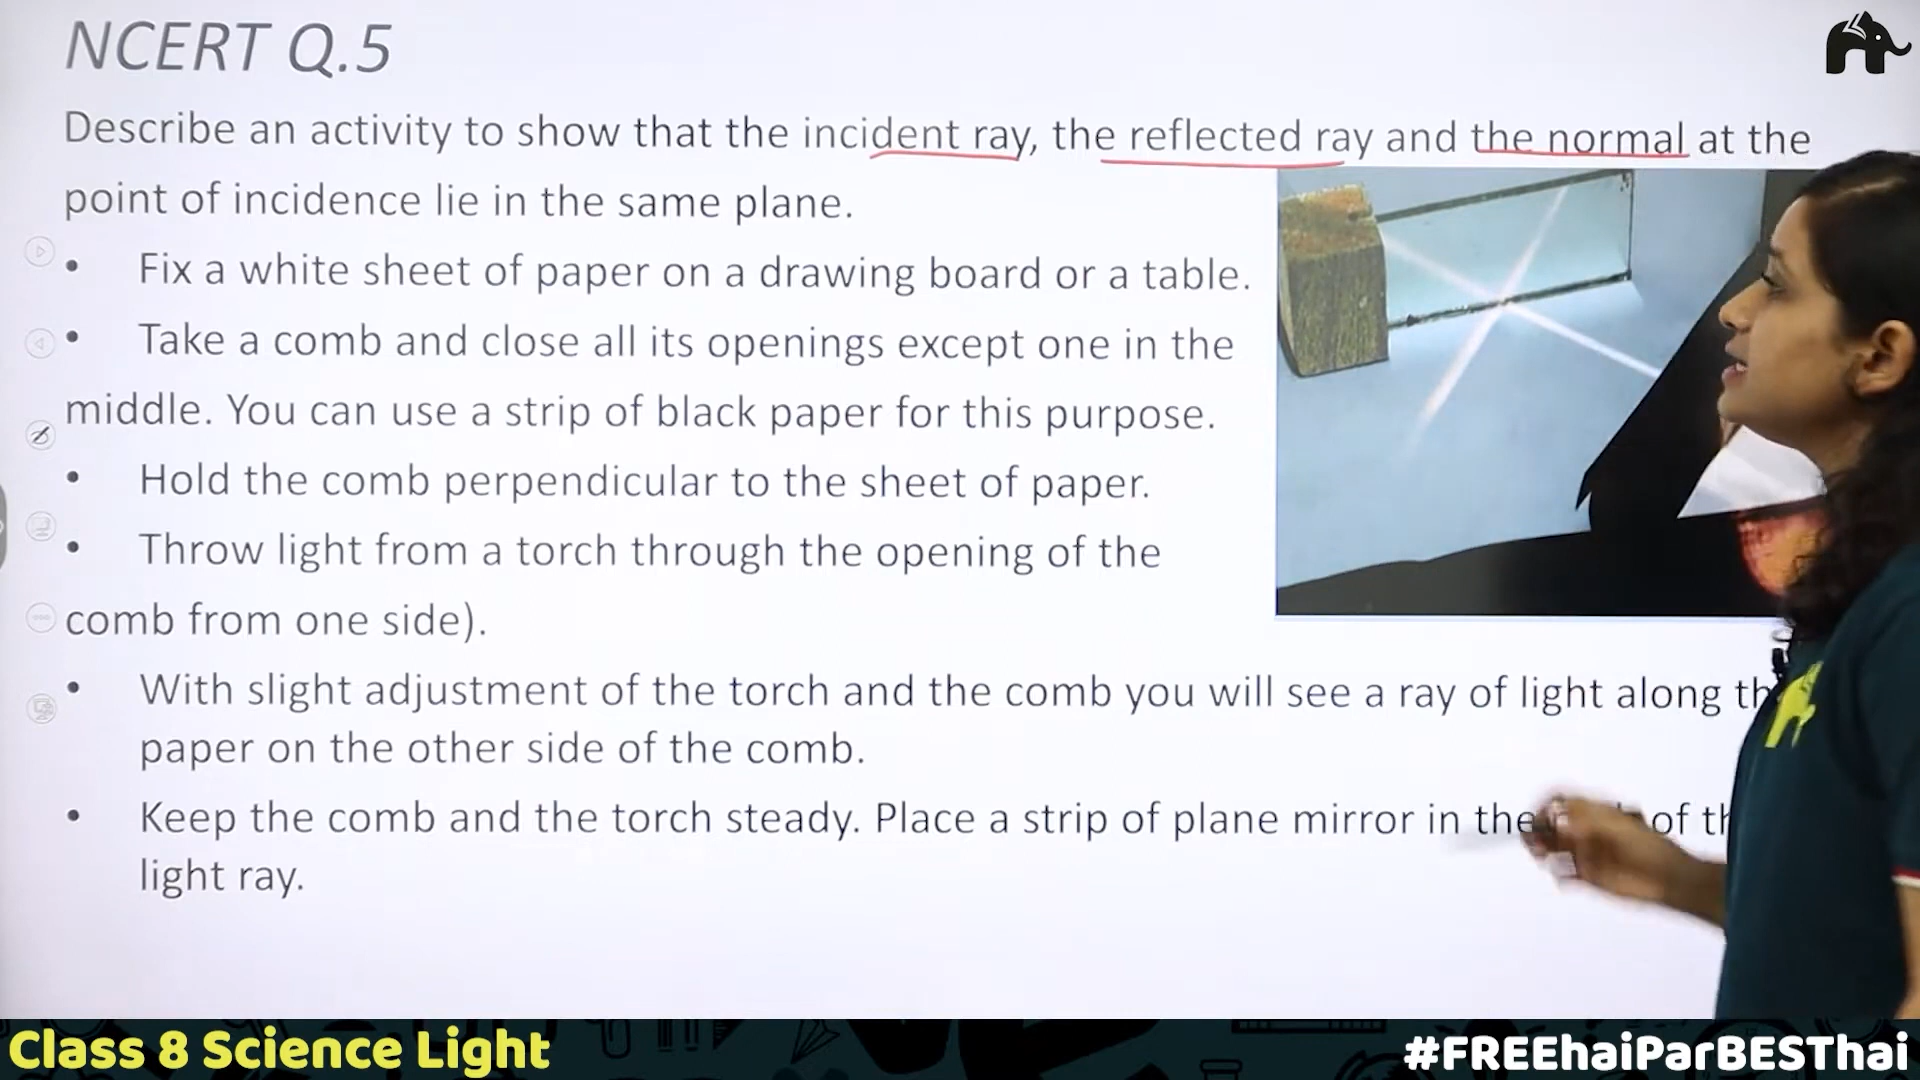 NCERT Q.5
Describe an activity to show that the incident ray, the reflected ray and the normal at the
point of incidence lie in the same plane.
• Fix a white sheet of paper on a drawing board or a table.
• Take a comb and close all its openings except one in the
middle. You can use a strip of black paper for this purpose.
• Hold the comb perpendicular to the sheet of paper.
• Throw light from a torch through the opening of the
comb from one side).
• With slight adjustment of the torch and the comb you will see a ray of light along
paper on the other side of the comb.
• Keep the comb and the torch steady. Place a strip of plane mirror in the of
light ray.
Class 8 Science Light
#FREEhaiParBESThai